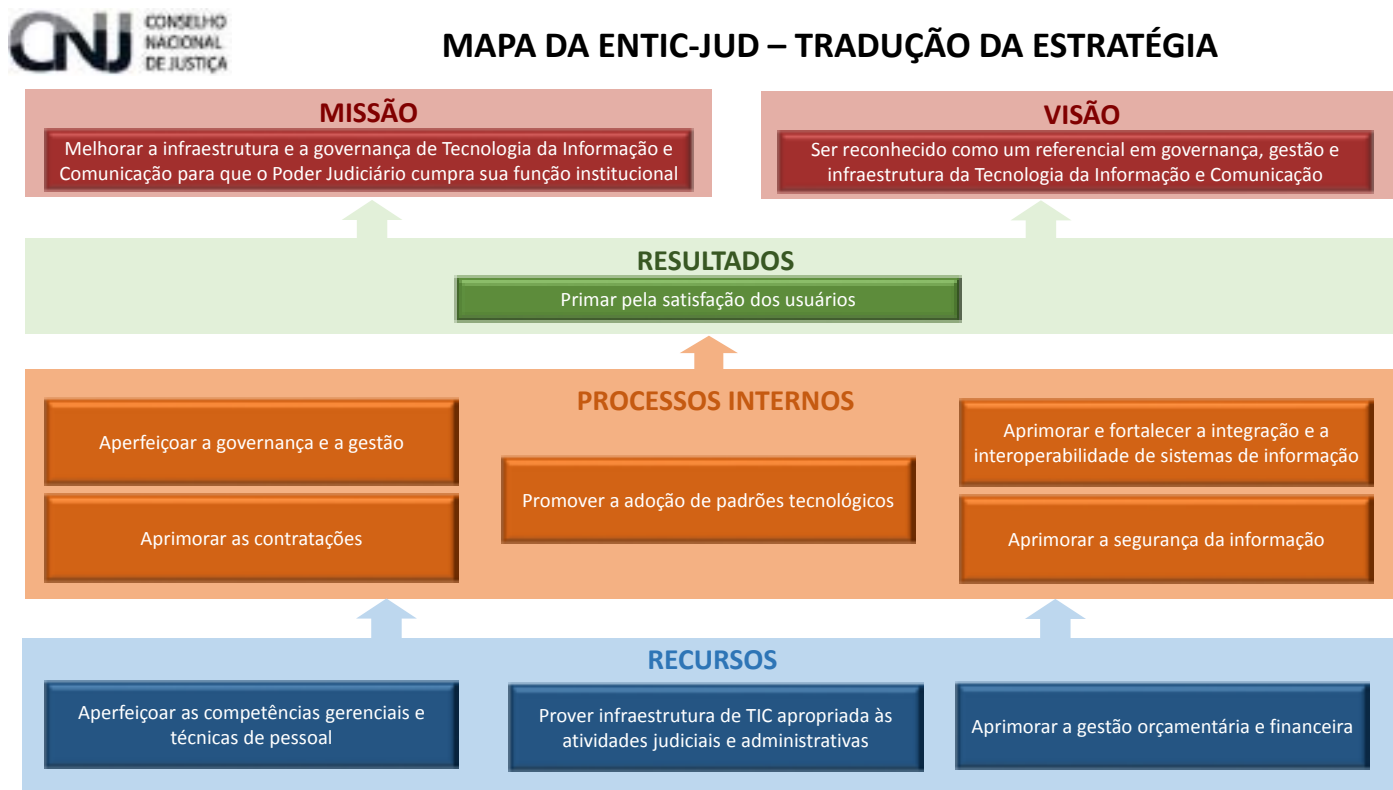 CNJ
CONSELHO
NACIONAL
DE JUSTIÇA
MAPA DA ENTIC-JUD – TRADUÇÃO DA ESTRATÉGIA
MISSÃO
Melhorar a infraestrutura e a governança de Tecnologia da Informação e
Comunicação para que o Poder Judiciário cumpra sua função institucional
VISÃO
Ser reconhecido como um referencial em governança, gestão e
infraestrutura da Tecnologia da Informação e Comunicação
RESULTADOS
Primar pela satisfação dos usuários
PROCESSOS INTERNOS
Aperfeiçoar a governança e a gestão
Aprimorar as contratações
Promover a adoção de padrões tecnológicos
Aprimorar e fortalecer a integração e a
interoperabilidade de sistemas de informação
Aprimorar a segurança da informação
RECURSOS
Aperfeiçoar as competências gerenciais e
técnicas de pessoal
Prover infraestrutura de TIC apropriada às
atividades judiciais e administrativas
Aprimorar a gestão orçamentária e financeira